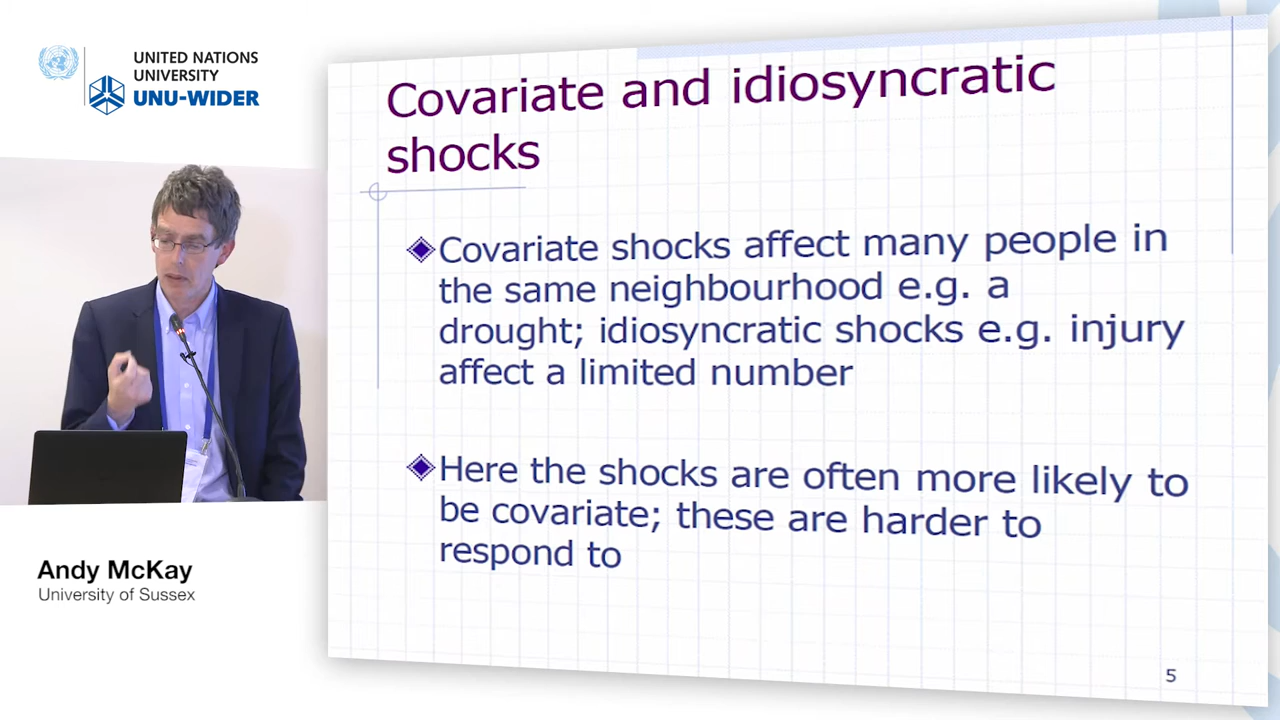 UNITED NATIONS
UNIVERSITY
UNU-WIDER
Andy McKay
University of Sussex
Covariate and idiosyncratic
shocks
Covariate shocks affect many people in
the same neighbourhood e.g. a
drought; idiosyncratic shocks e.g. injury
affect a limited number
Here the shocks are often more likely to
be covariate; these are harder to
respond to
5